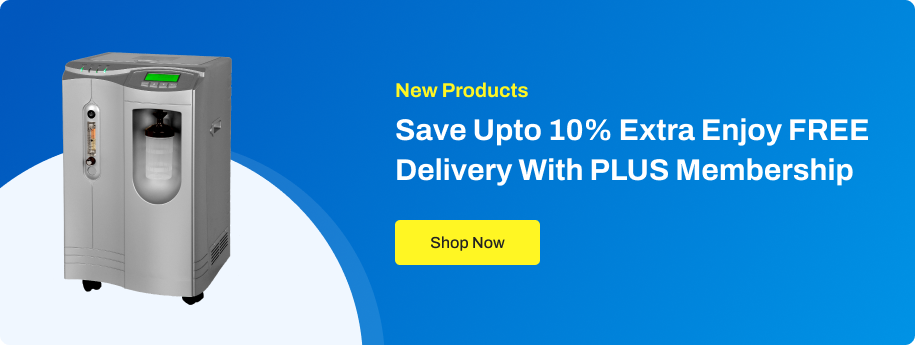 New Products
Save Upto 10% Extra Enjoy FREE
Delivery With PLUS Membership
Shop Now